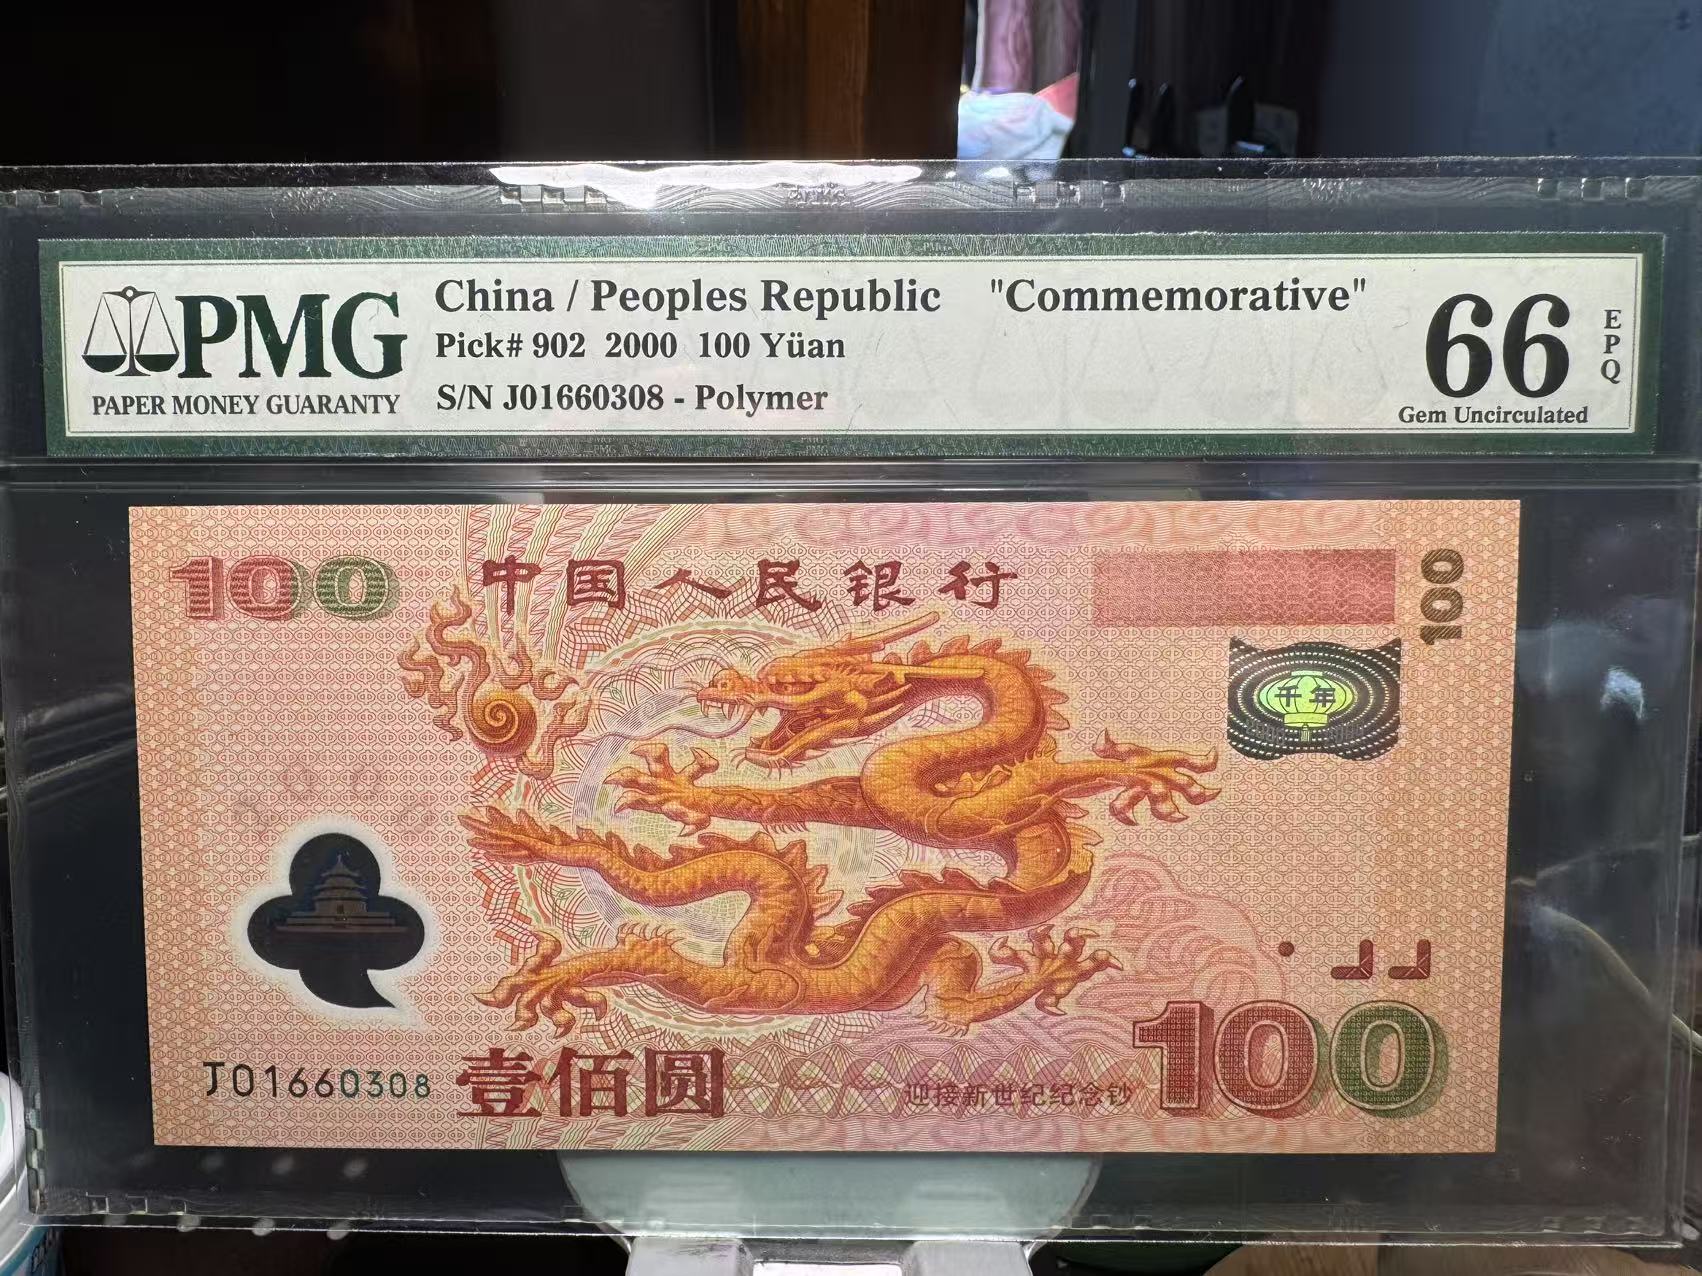 PMG
PAPER MONEY GUARANTY
China / Peoples Republic "Commemorative"
Pick# 902 2000 100 Yüan
S/N J01660308 - Polymer
66
EPQ
Gem Uncirculated
100
中国人民银行
100
千年
J01660308
壹佰圆
迎接新世纪纪念钞
100